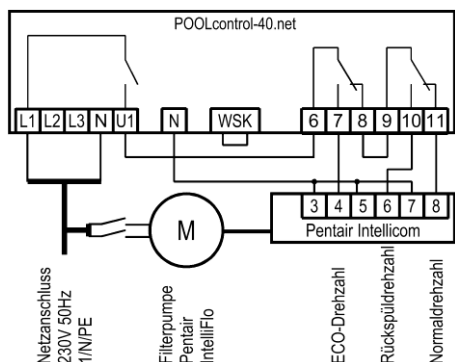 POOLcontrol-40.net
L1 L2 L3 N U1 N WSK 6 7 8 9 10 11
3 4 5 6 7 8
Pentair Intellicom
M
Netzanschluss
230V 50Hz
1/N/PE
Filterpumpe
Pentair
IntelliFlo
ECO-Drehzahl
Rückspüldrehzahl
Normaldrehzahl